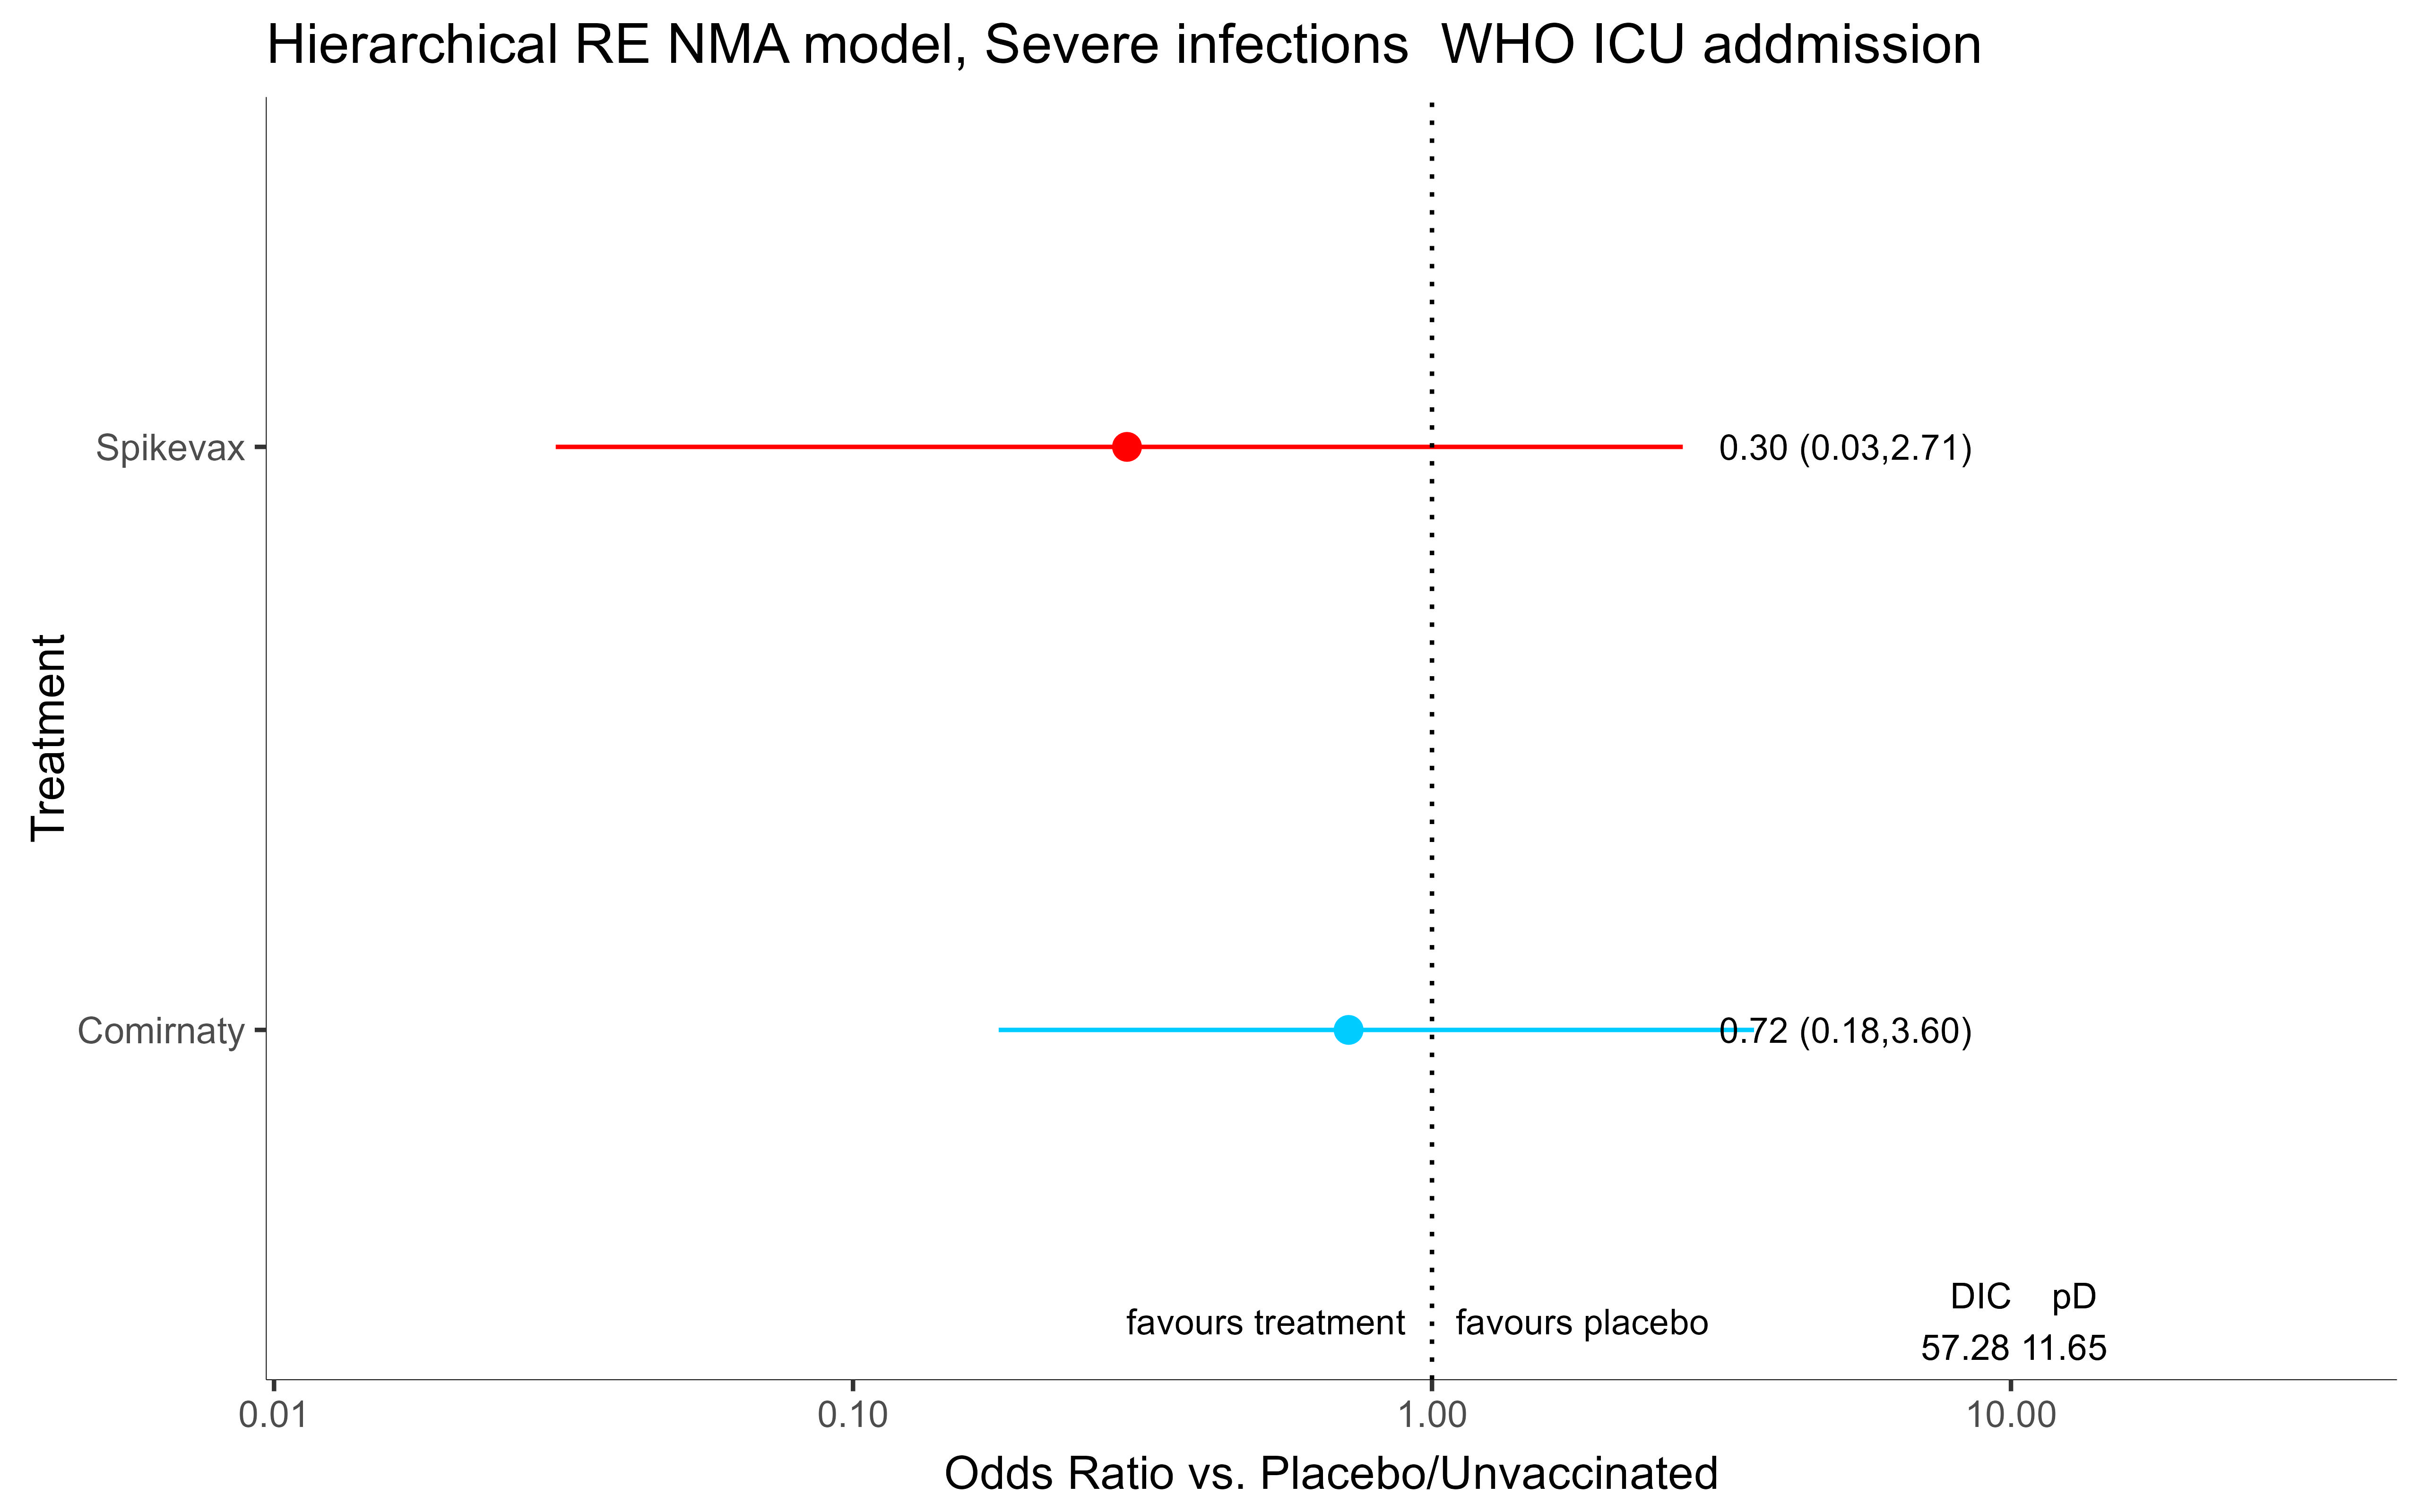 Hierarchical RE NMA model, Severe infections  WHO ICU addmission
Treatment
Spikevax
0.30 (0.03,2.71)
Comirnaty
0.72 (0.18,3.60)
favours treatment
favours placebo
DIC pD
57.28 11.65
0.01 0.10 1.00 10.00
Odds Ratio vs. Placebo/Unvaccinated